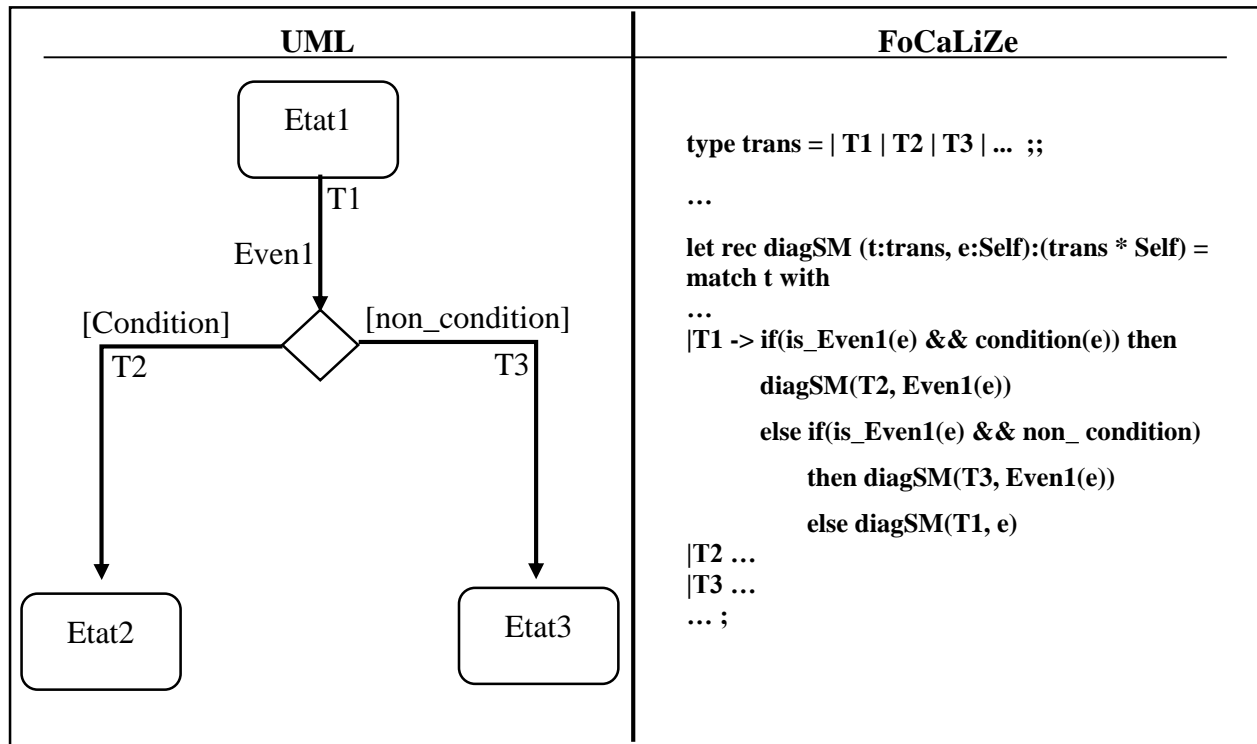 UML
Etat1
T1
Even1
[Condition]
[non_condition]
T2
T3
Etat2
Etat3
FoCaLiZe
type trans = | T1 | T2 | T3 | ... ;;
…
let rec diagSM (t:trans, e:Self):(trans * Self) =
match t with
…
|T1 -> if(is_Even1(e) && condition(e)) then
diagSM(T2, Even1(e))
else if(is_Even1(e) && non_ condition)
then diagSM(T3, Even1(e))
else diagSM(T1, e)
|T2 …
|T3 …
… ;